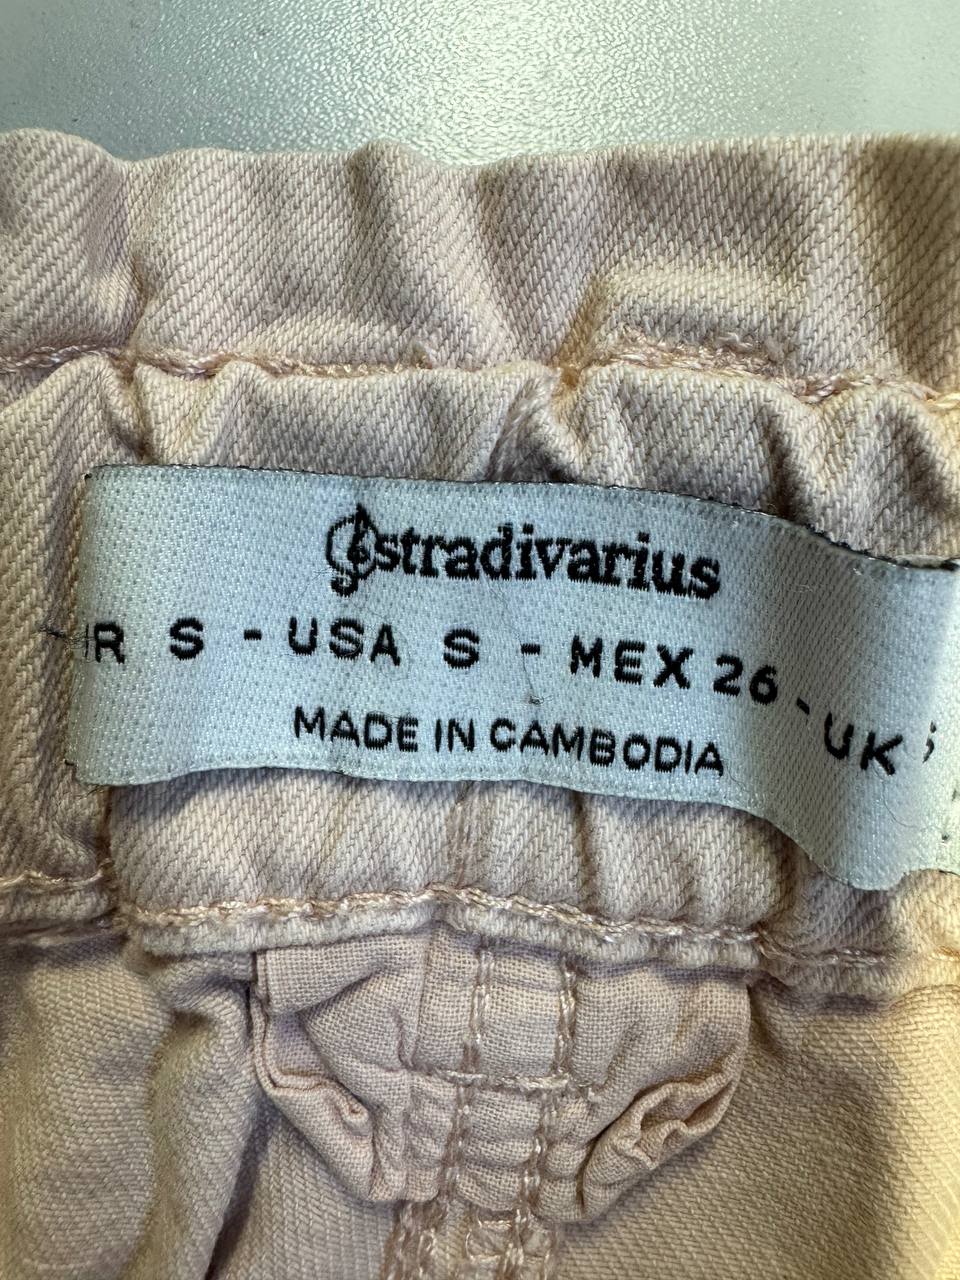 stradivarius
S - USA S - MEX 26 - UK
MADE IN CAMBODIA